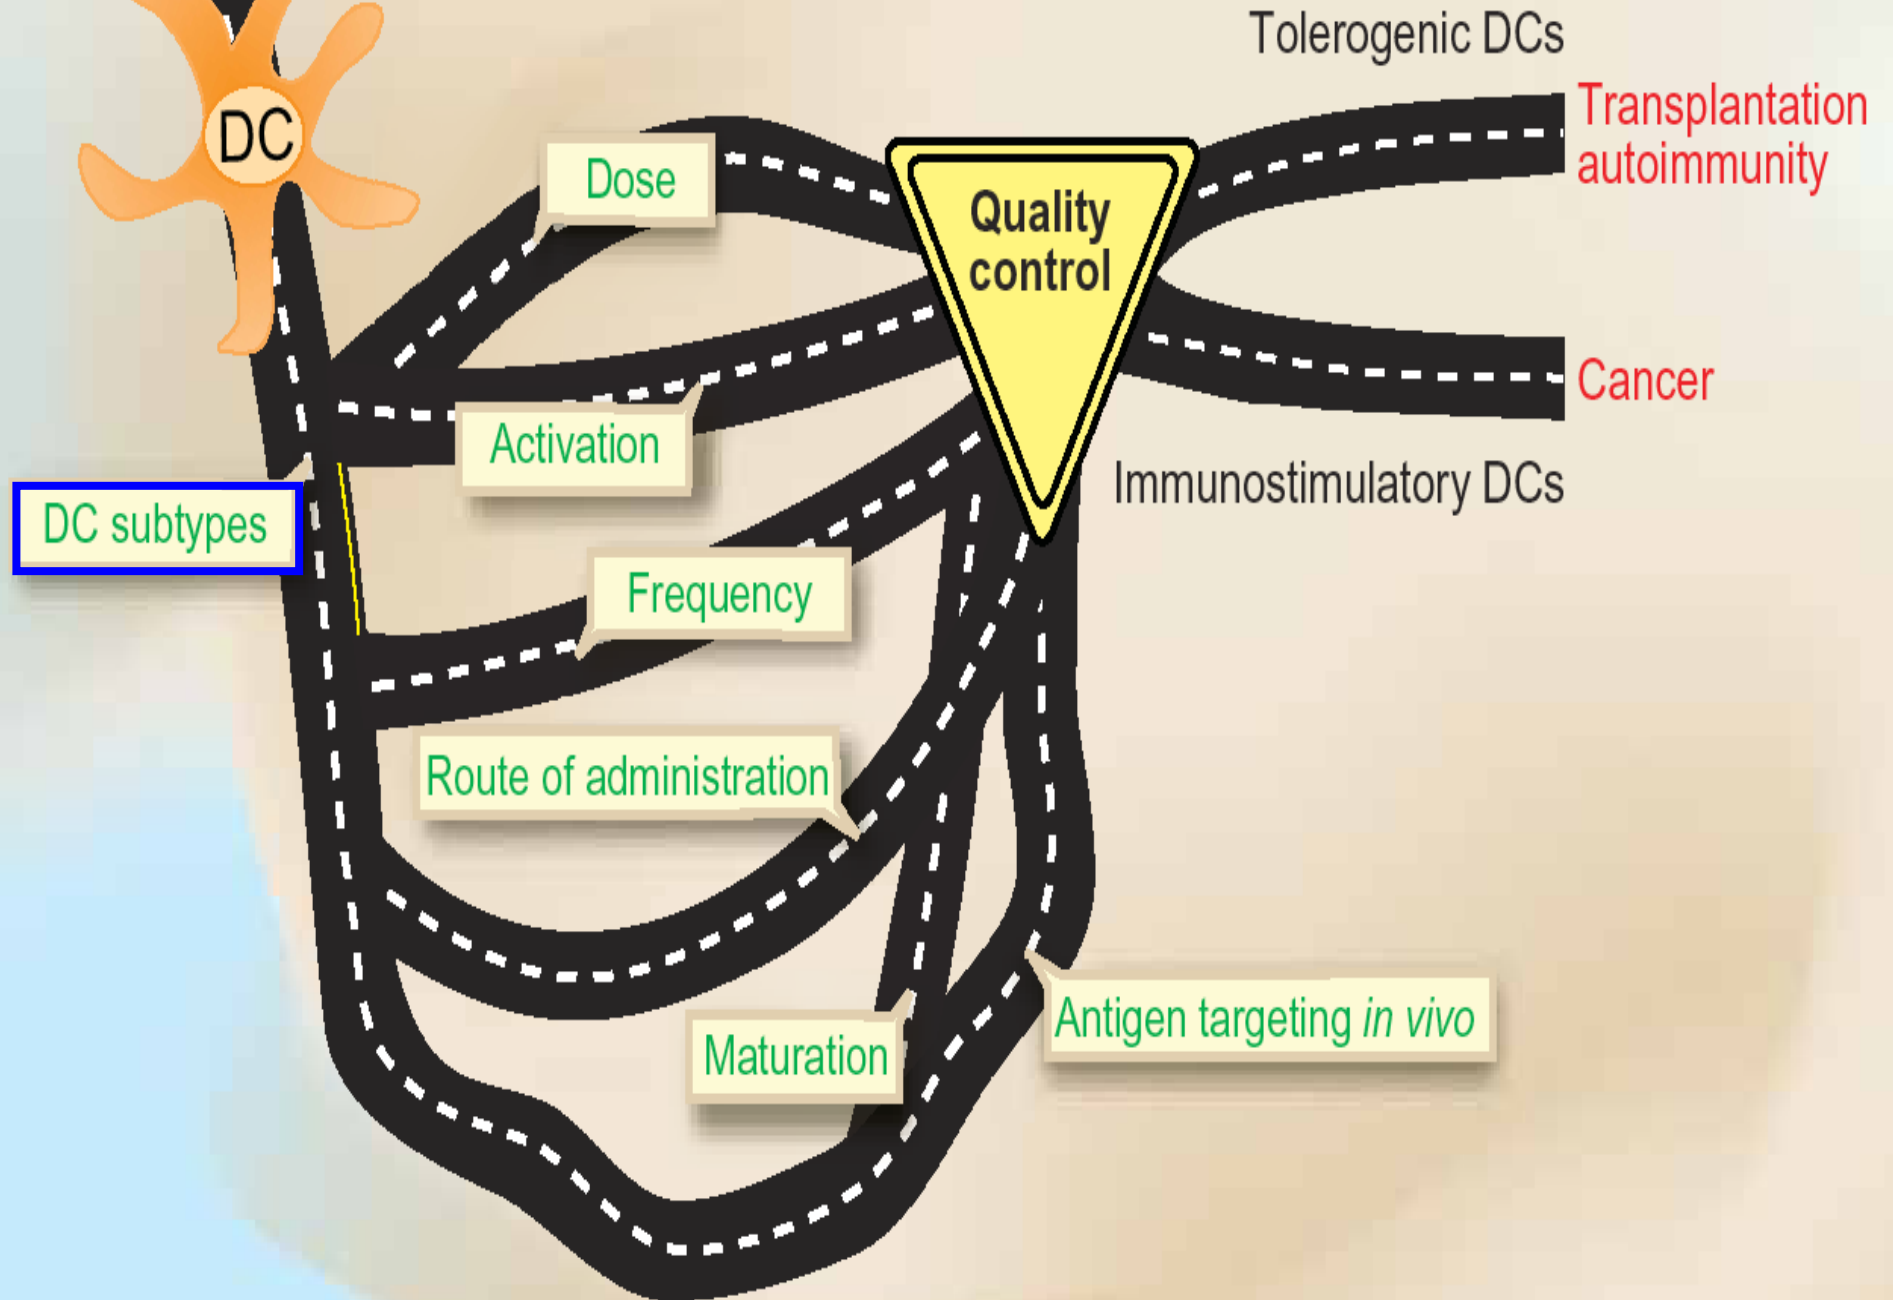 Tolerogenic DCs
DC
Transplantation
autoimmunity
Dose
Quality
control
Cancer
Activation
Immunostimulatory DCs
DC subtypes
Frequency
Route of administration
Antigen targeting in vivo
Maturation